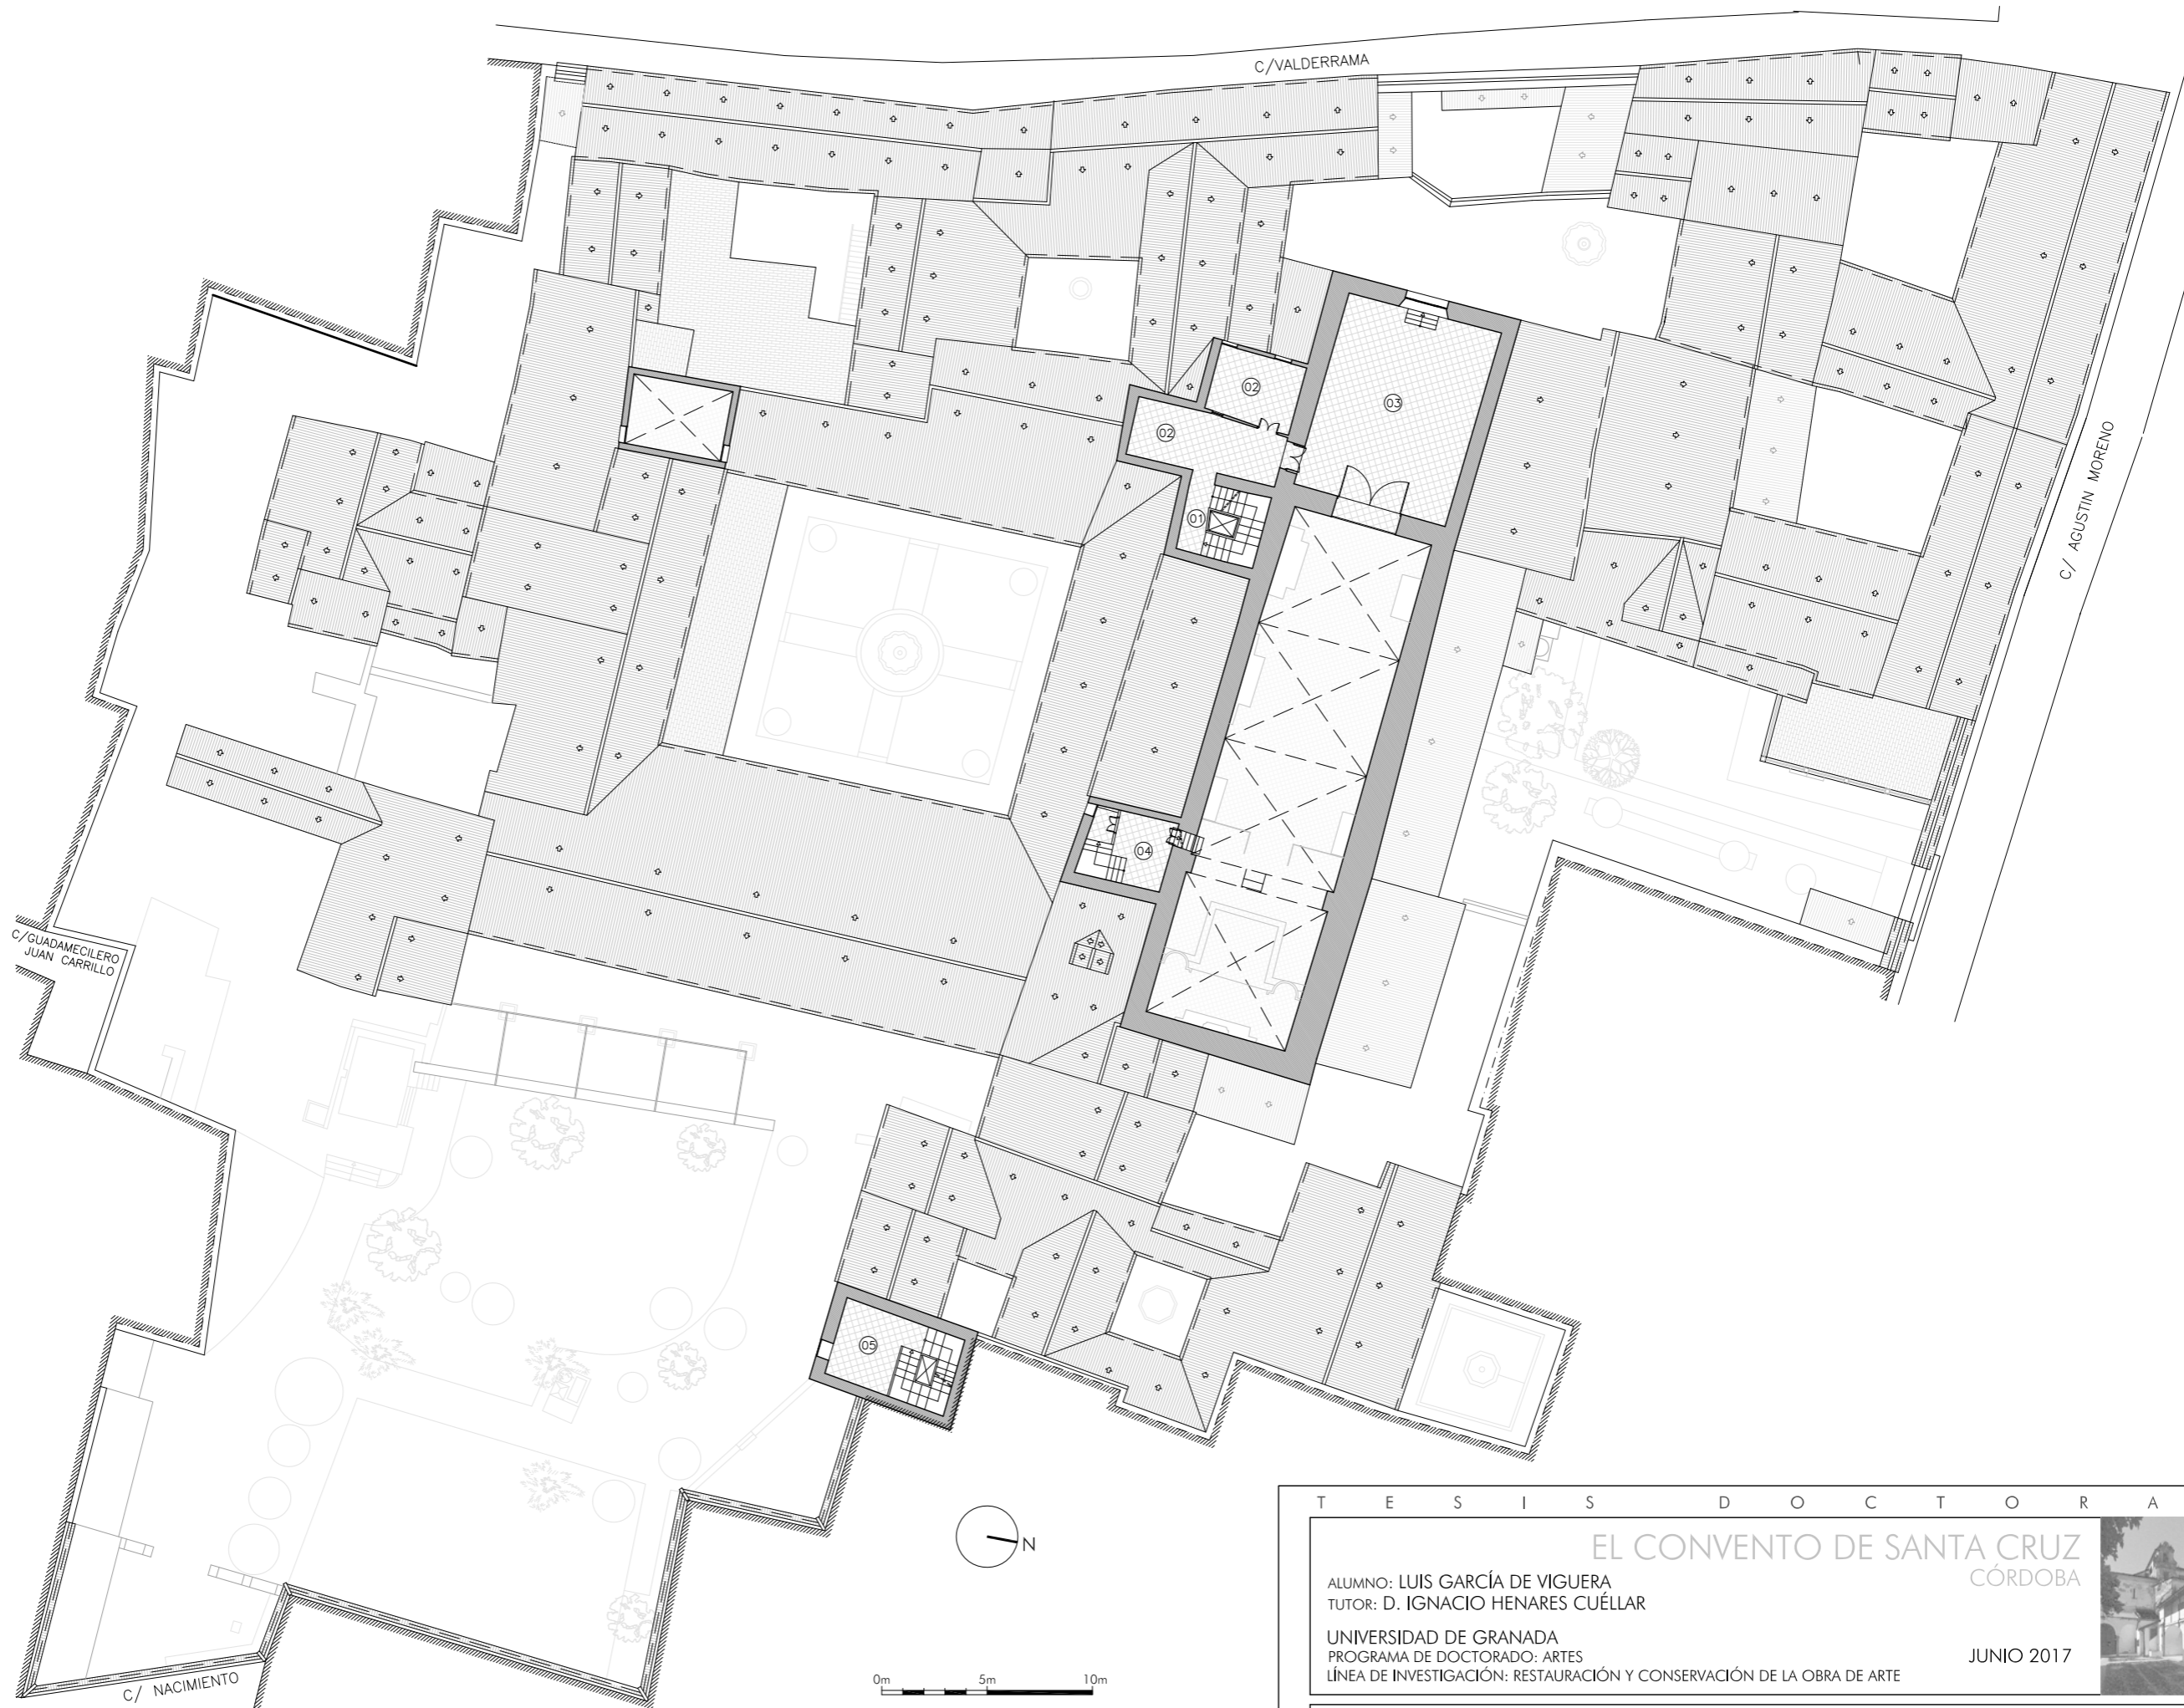 C/VALDERRAMA
C/ AGUSTIN MORENO
02
03
02
01
04
C/GUADAMECILERO
JUAN CARRILLO
05
N
C/ NACIMIENTO
0m 5m 10m
T E S I S D O C T O R A
EL CONVENTO DE SANTA CRUZ
CÓRDOBA
ALUMNO: LUIS GARCÍA DE VIGUERA
TUTOR: D. IGNACIO HENARES CUÉLLAR
UNIVERSIDAD DE GRANADA
PROGRAMA DE DOCTORADO: ARTES
JUNIO 2017
LÍNEA DE INVESTIGACIÓN: RESTAURACIÓN Y CONSERVACIÓN DE LA OBRA DE ARTE